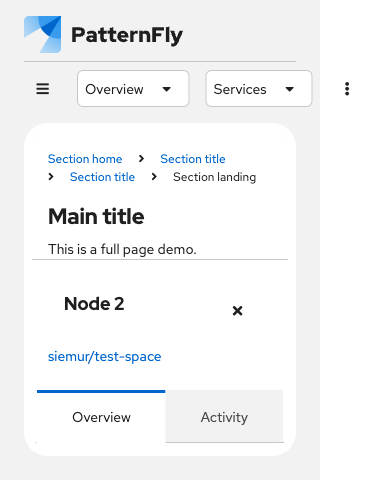 PatternFly
Overview Services
Section home Section title
Section title Section landing
Main title
This is a full page demo.
Node 2
siemur/test-space
Overview Activity